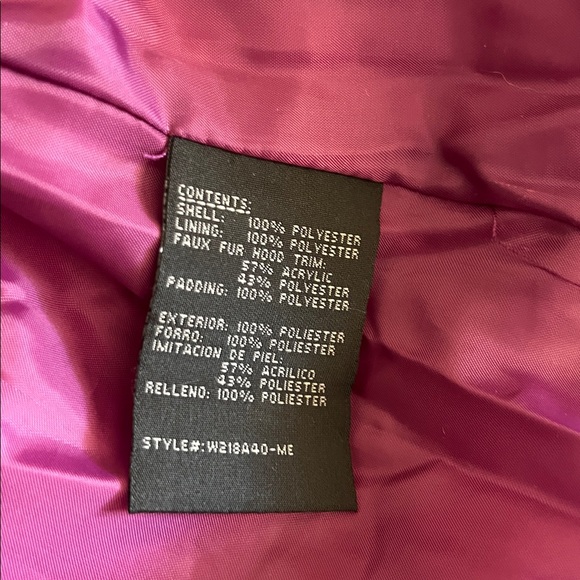 CONTENTS:
SHELL: 100% POLYESTER
LINING: 100% POLYESTER
FAUX FUR HOOD TRIM:
57% ACRYLIC
43% POLYESTER
PADDING: 100% POLYESTER
EXTERIOR: 100% POLIESTER
FORRO: 100% POLIESTER
IMITACION DE PIEL:
57% ACRILICO
43% POLIESTER
RELLENO: 100% POLIESTER
STYLE#: W218A40-ME